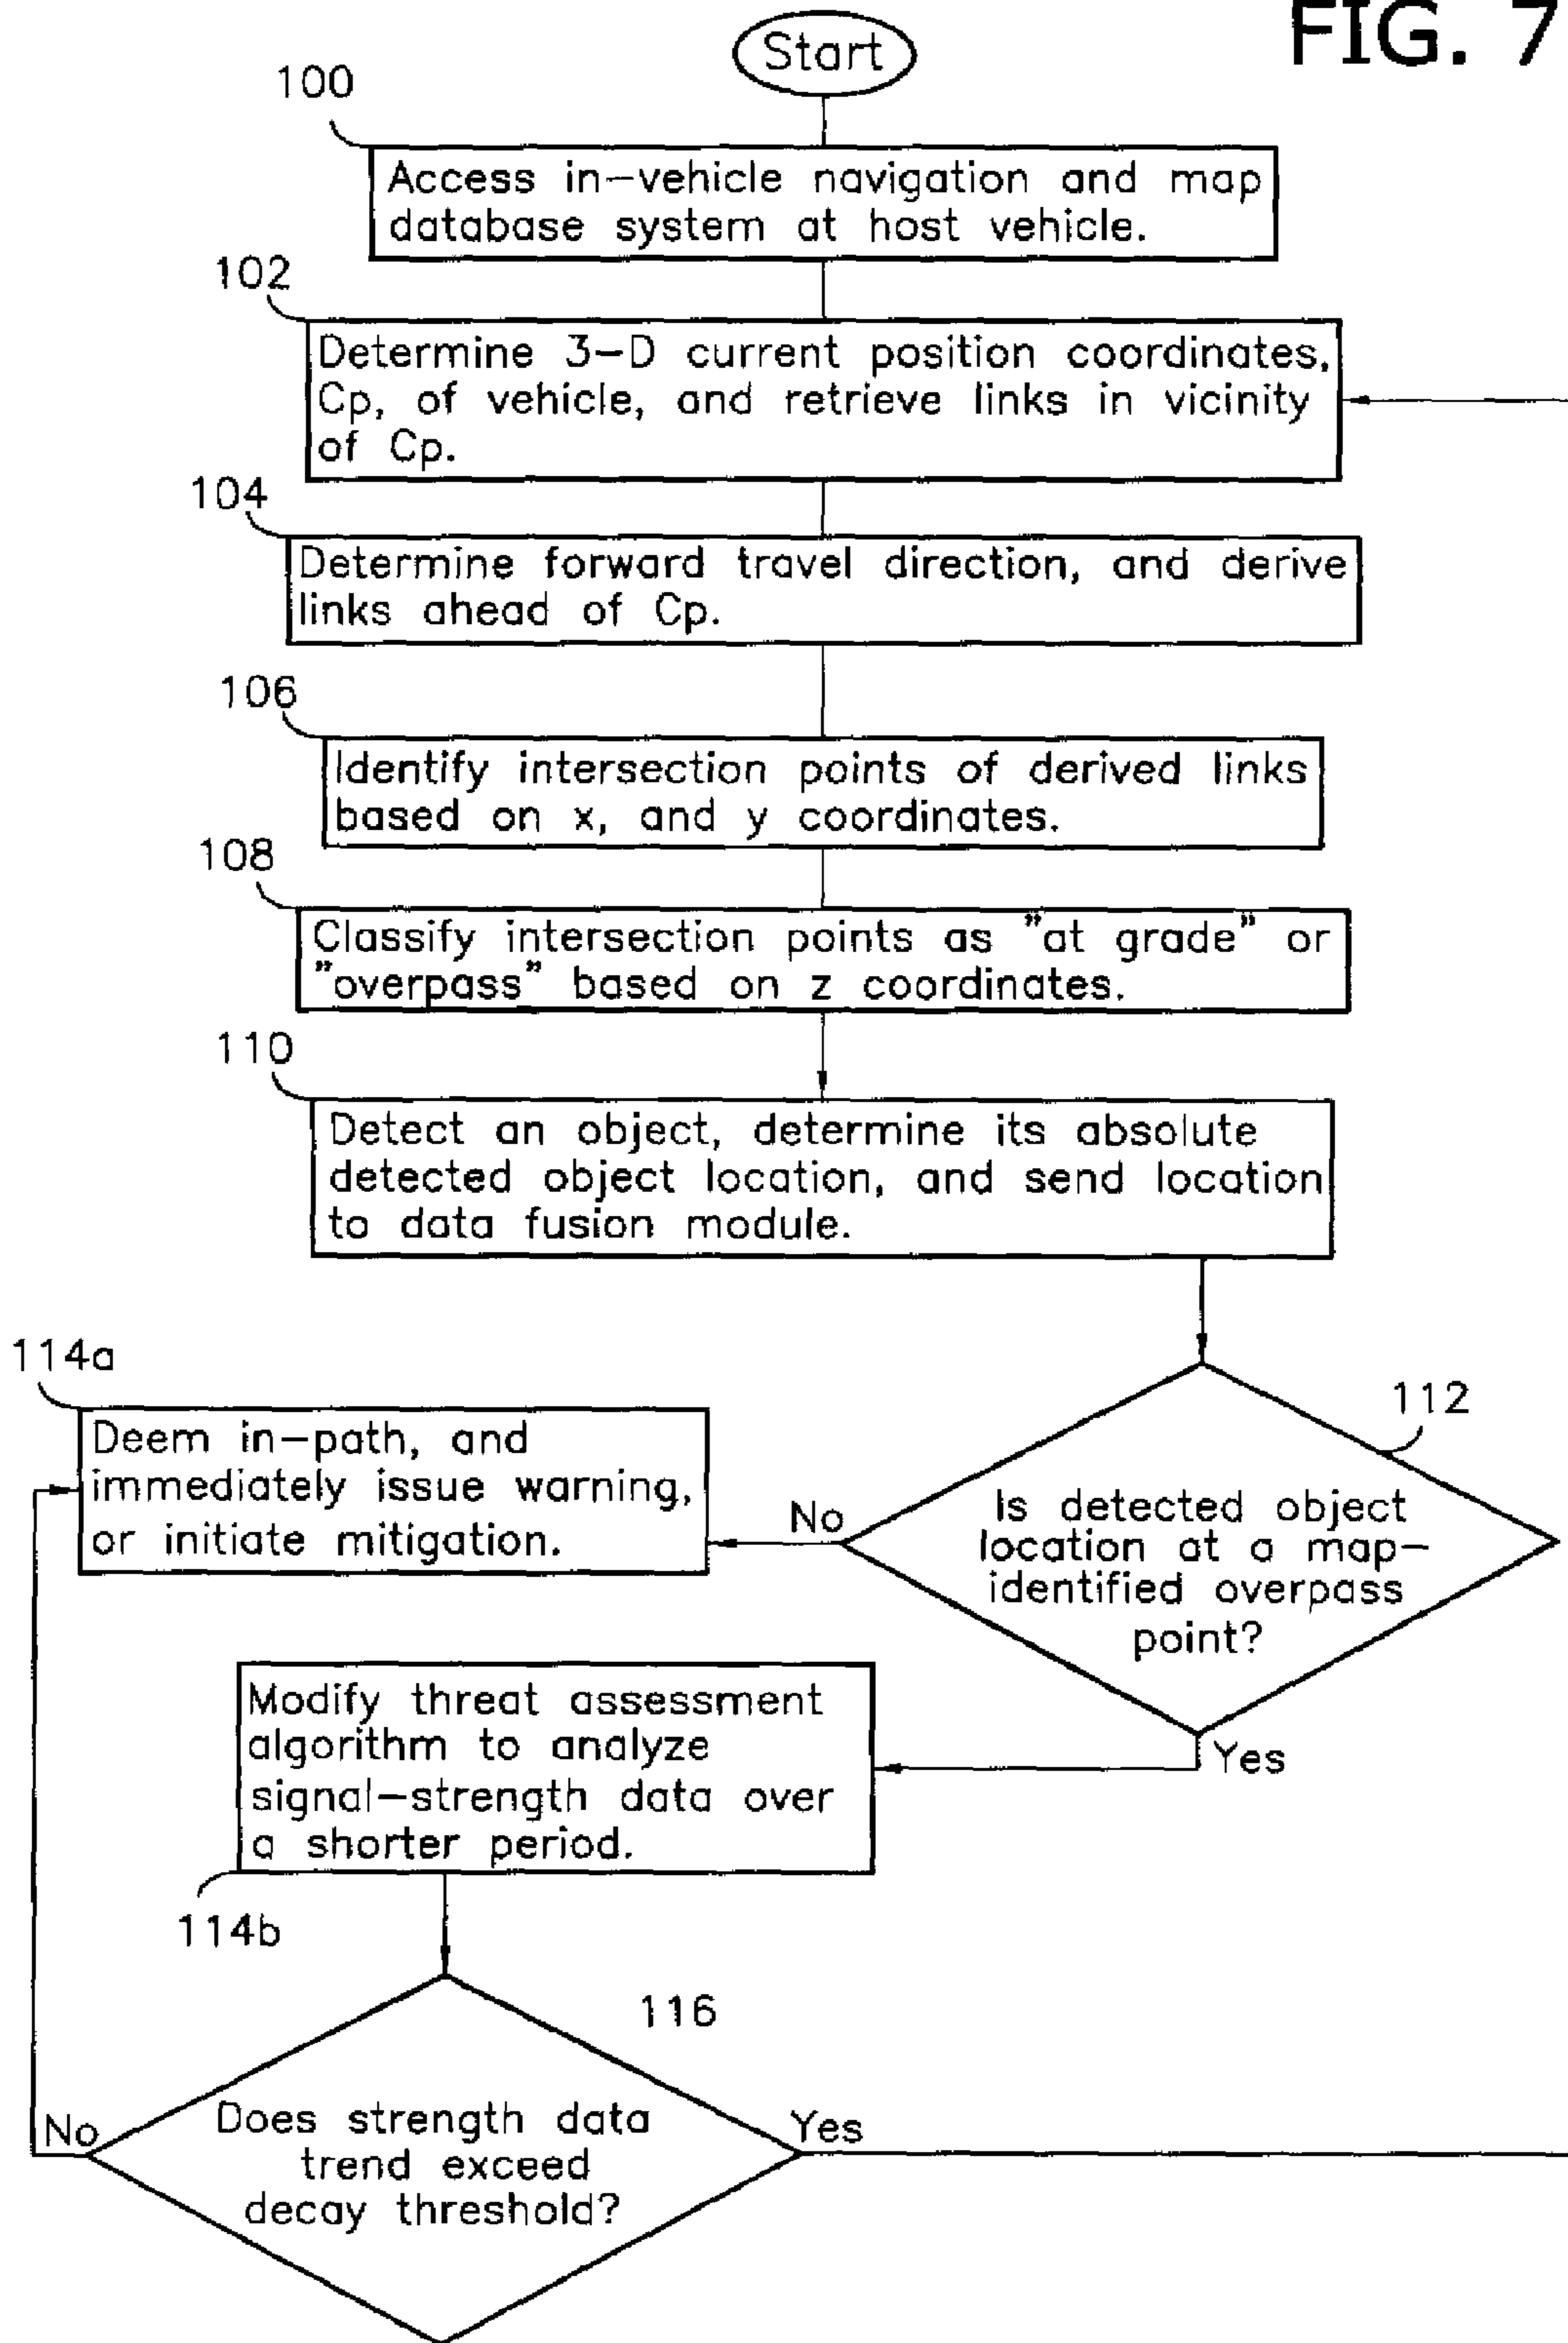 FIG. 7
Start
100
Access in-vehicle navigation and map
database system at host vehicle.
102
Determine 3-D current position coordinates,
Cp, of vehicle, and retrieve links in vicinity
of Cp.
104
Determine forward travel direction, and derive
links ahead of Cp.
106
Identify intersection points of derived links
based on x, and y coordinates.
108
Classify intersection points as "at grade" or
"overpass" based on z coordinates.
110
Detect an object, determine its absolute
detected object location, and send location
to data fusion module.
114a
Deem in-path, and
immediately issue warning,
or initiate mitigation.
No
112
Is detected object
location at a map-
identified overpass
point?
Yes
Modify threat assessment
algorithm to analyze
signal-strength data over
a shorter period.
114b
116
Does strength data
trend exceed
decay threshold?
No
Yes